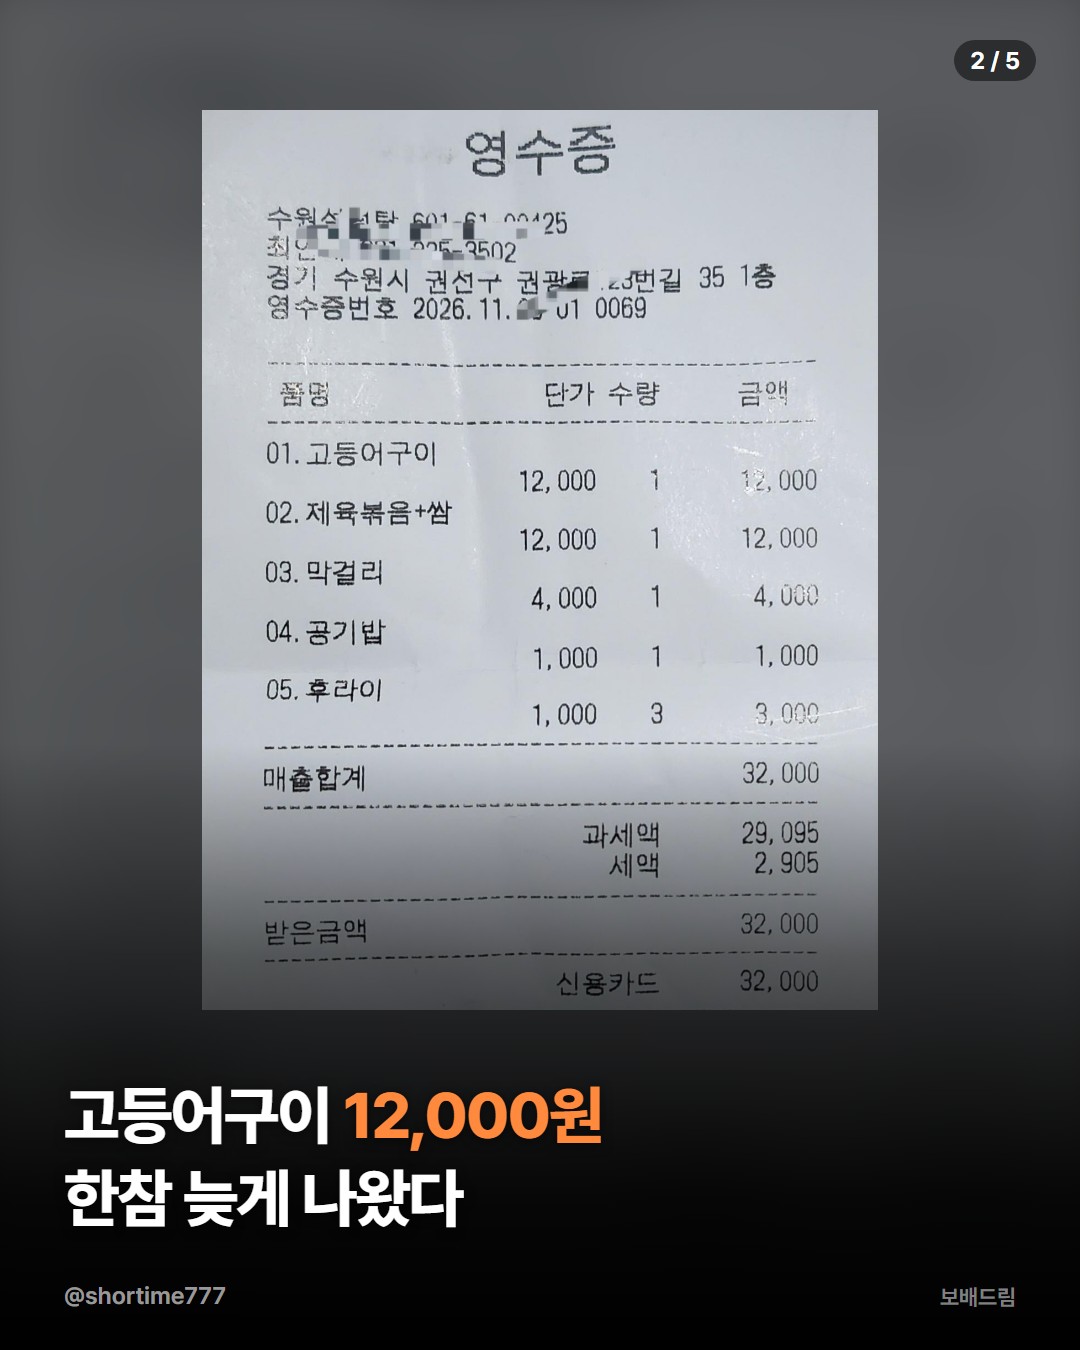 2 / 5
영수증
25
-3502
경기 수원시 권선구 번길 35 1층
영수증번호 2026.11. 01 0069
품명 단가 수량 금액
01.고등어구이
12,000 1 12,000
02.제육볶음+쌈
12,000 1 12,000
03.막걸리
4,000 1 4,000
04.공기밥
1,000 1 1,000
05.후라이
1,000 3 3,000
매출합계 32,000
과세액 29,095
세액 2,905
받은금액 32,000
신용카드 32,000
고등어구이 12,000원
한참 늦게 나왔다
@shortime777
보배드림